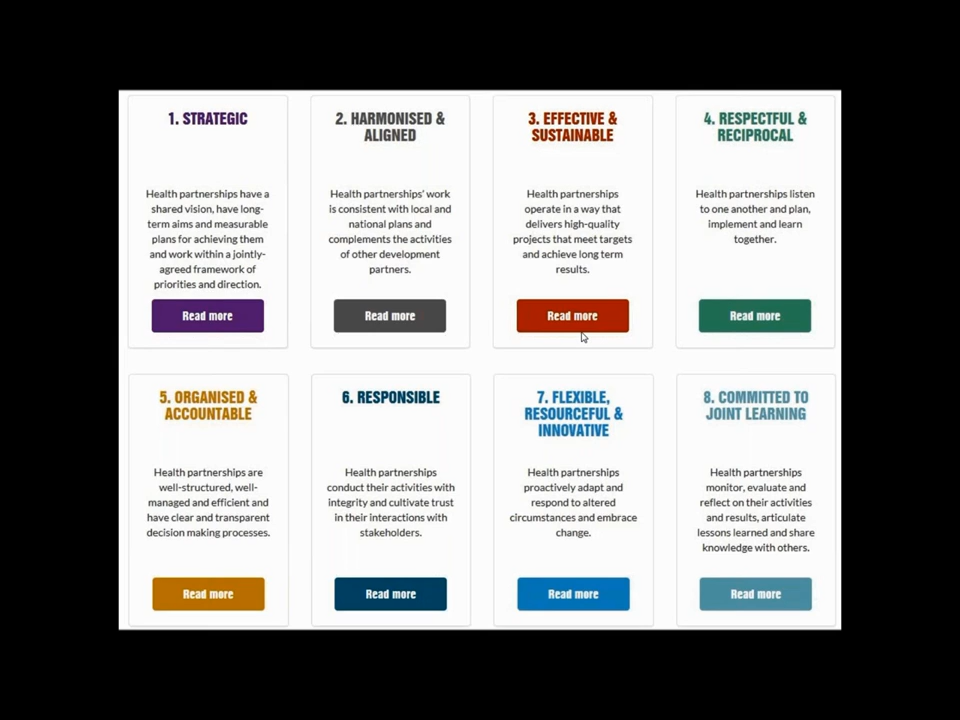 1. STRATEGIC
Health partnerships have a
shared vision, have long-
term aims and measurable
plans for achieving them
and work within a jointly-
agreed framework of
priorities and direction.
Read more
2. HARMONISED &
ALIGNED
Health partnerships' work
is consistent with local and
national plans and
complements the activities
of other development
partners.
Read more
3. EFFECTIVE &
SUSTAINABLE
Health partnerships
operate in a way that
delivers high-quality
projects that meet targets
and achieve long term
results.
Read more
4. RESPECTFUL &
RECIPROCAL
Health partnerships listen
to one another and plan,
implement and learn
together.
Read more
5. ORGANISED &
ACCOUNTABLE
Health partnerships are
well-structured, well-
managed and efficient and
have clear and transparent
decision making processes.
Read more
6. RESPONSIBLE
Health partnerships
conduct their activities with
integrity and cultivate trust
in their interactions with
stakeholders.
Read more
7. FLEXIBLE,
RESOURCEFUL &
INNOVATIVE
Health partnerships
proactively adapt and
respond to altered
circumstances and embrace
change.
Read more
8. COMMITTED TO
JOINT LEARNING
Health partnerships
monitor, evaluate and
reflect on their activities
and results, articulate
lessons learned and share
knowledge with others.
Read more